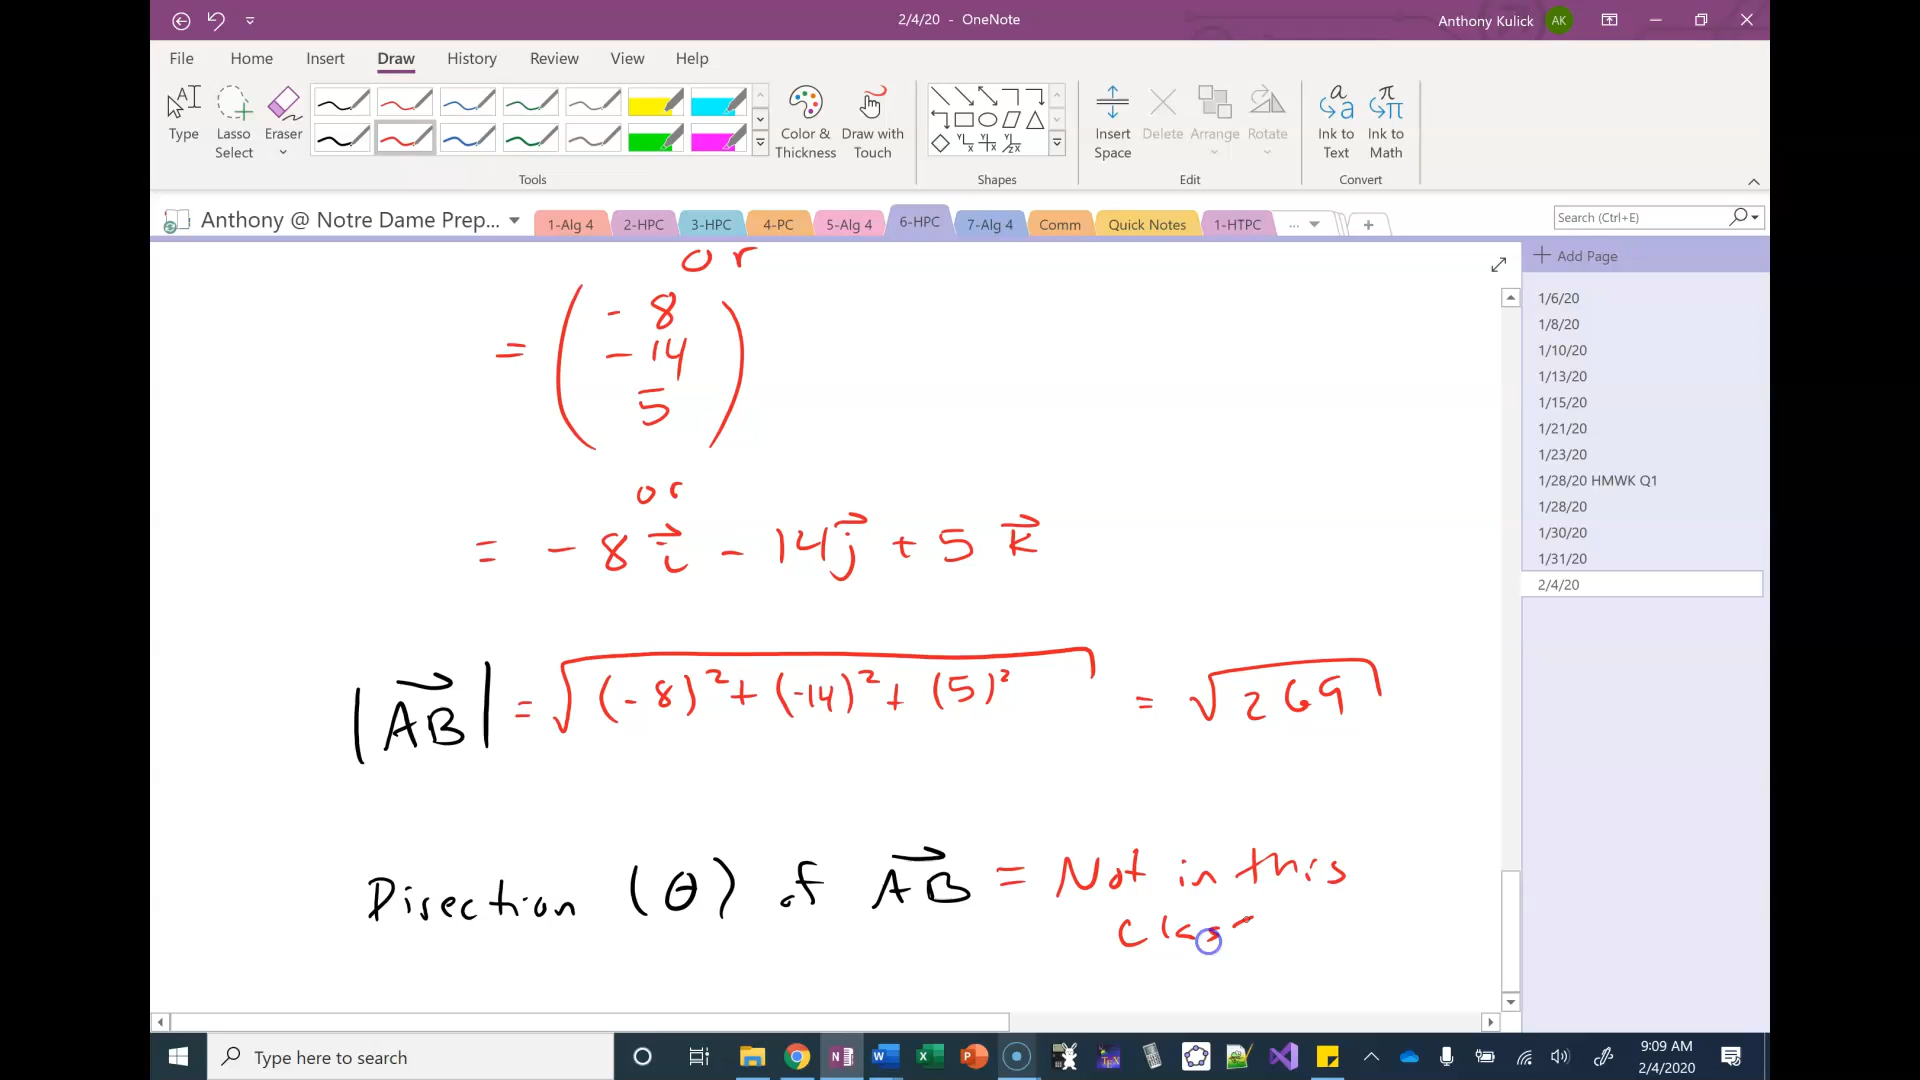 2/4/20 - OneNote
Anthony Kulick AK
File Home Insert Draw History Review View Help
Type
Lasso Select
Eraser
Color & Thickness
Draw with Touch
Insert Space
Delete
Arrange
Rotate
Ink to Text
Ink to Math
Tools Shapes Edit Convert
Anthony @ Notre Dame Prep...
1-Alg 4 2-HPC 3-HPC 4-PC 5-Alg 4 6-HPC 7-Alg 4 Comm Quick Notes 1-HTPC ...
Search (Ctrl+E)
Add Page
1/6/20
1/8/20
1/10/20
1/13/20
1/15/20
1/21/20
1/23/20
1/28/20 HMWK Q1
1/28/20
1/30/20
1/31/20
2/4/20
or
- 8
= - 14
5
or
= - 8 i⃗ - 14 j⃗ + 5 k⃗
|A⃗B⃗| = √(-8)² + (-14)² + (5)² = √269
Direction (θ) of A⃗B⃗ = Not in this
Type here to search
9:09 AM
2/4/2020